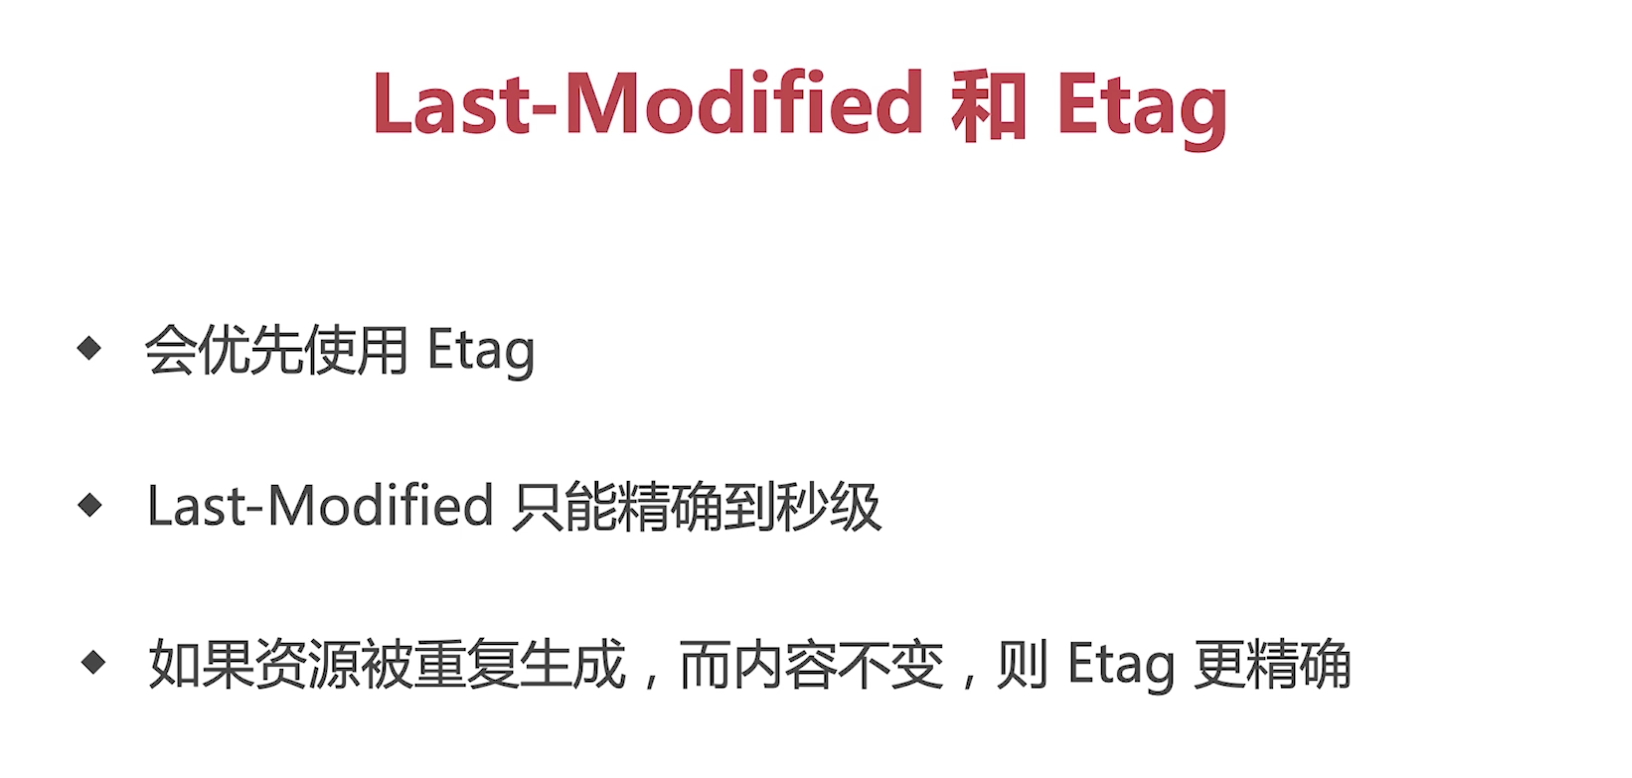 Last-Modified 和 Etag
会优先使用 Etag
Last-Modified 只能精确到秒级
如果资源被重复生成，而内容不变，则 Etag 更精确